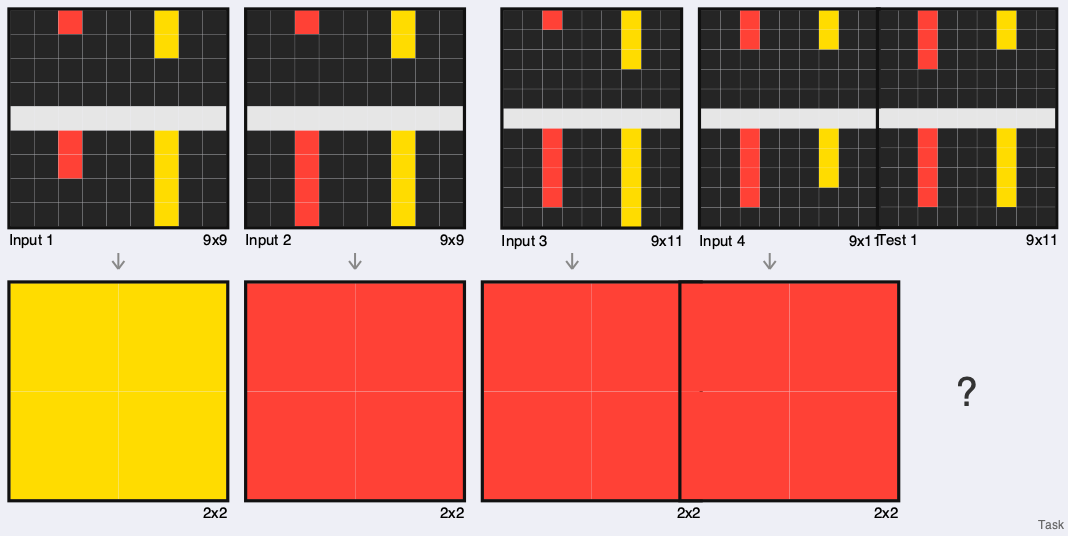 Input 1 9x9
Input 2 9x9
Input 3 9x11
Input 4 9x11
Test 1 9x11
?
2x2
2x2
2x2
2x2
Task